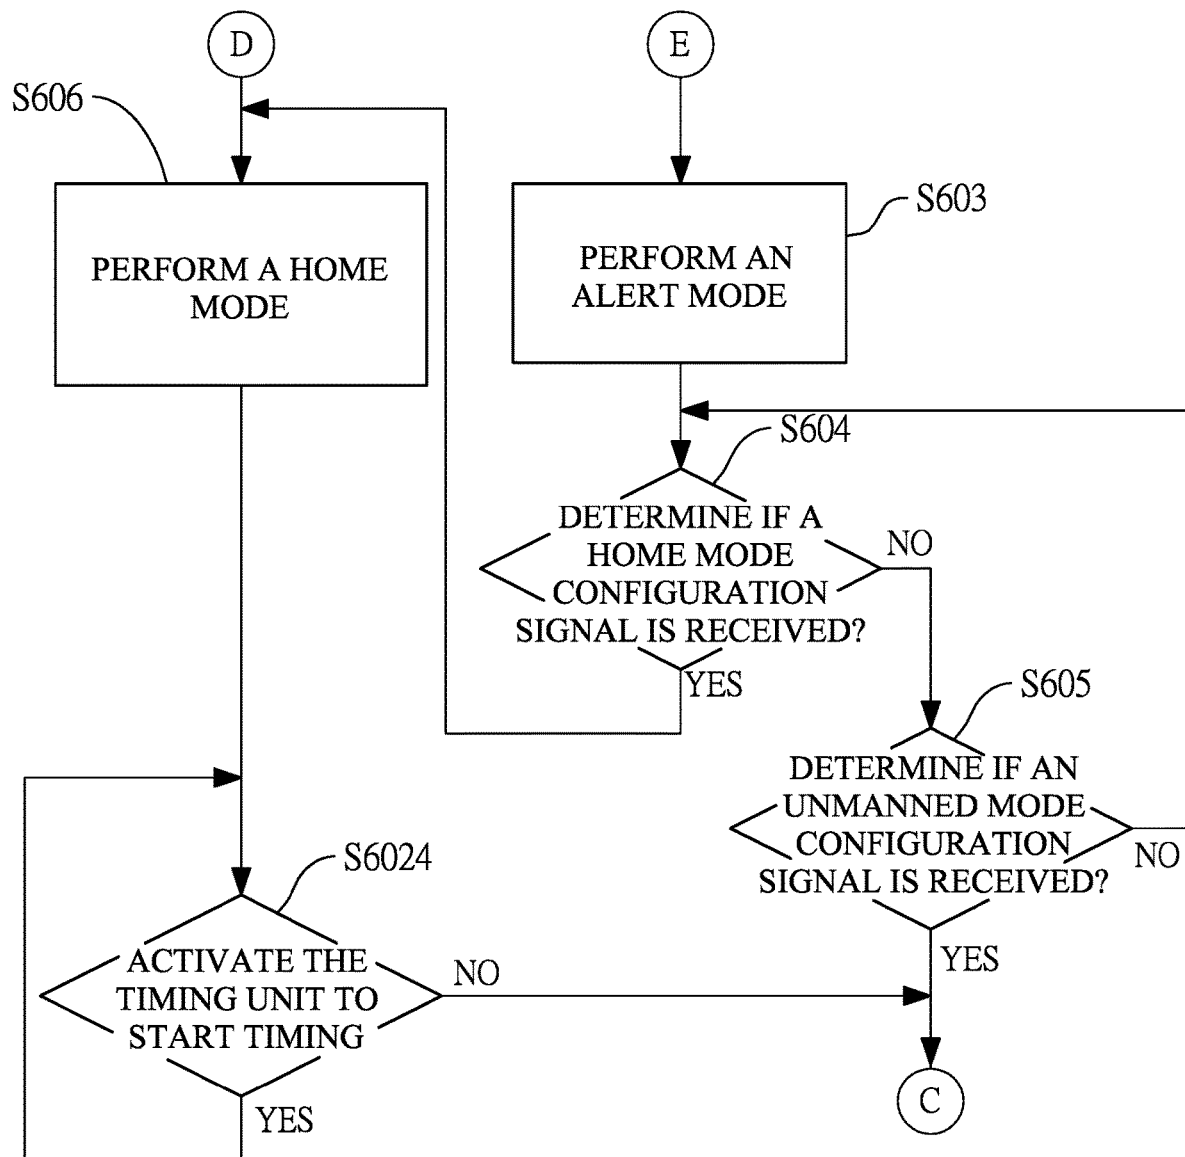 D
E
S606
S603
PERFORM A HOME
MODE
PERFORM AN
ALERT MODE
S604
DETERMINE IF A
HOME MODE
CONFIGURATION
SIGNAL IS RECEIVED?
NO
YES
S605
DETERMINE IF AN
UNMANNED MODE
CONFIGURATION
SIGNAL IS RECEIVED?
NO
YES
S6024
ACTIVATE THE
TIMING UNIT TO
START TIMING
NO
YES
C